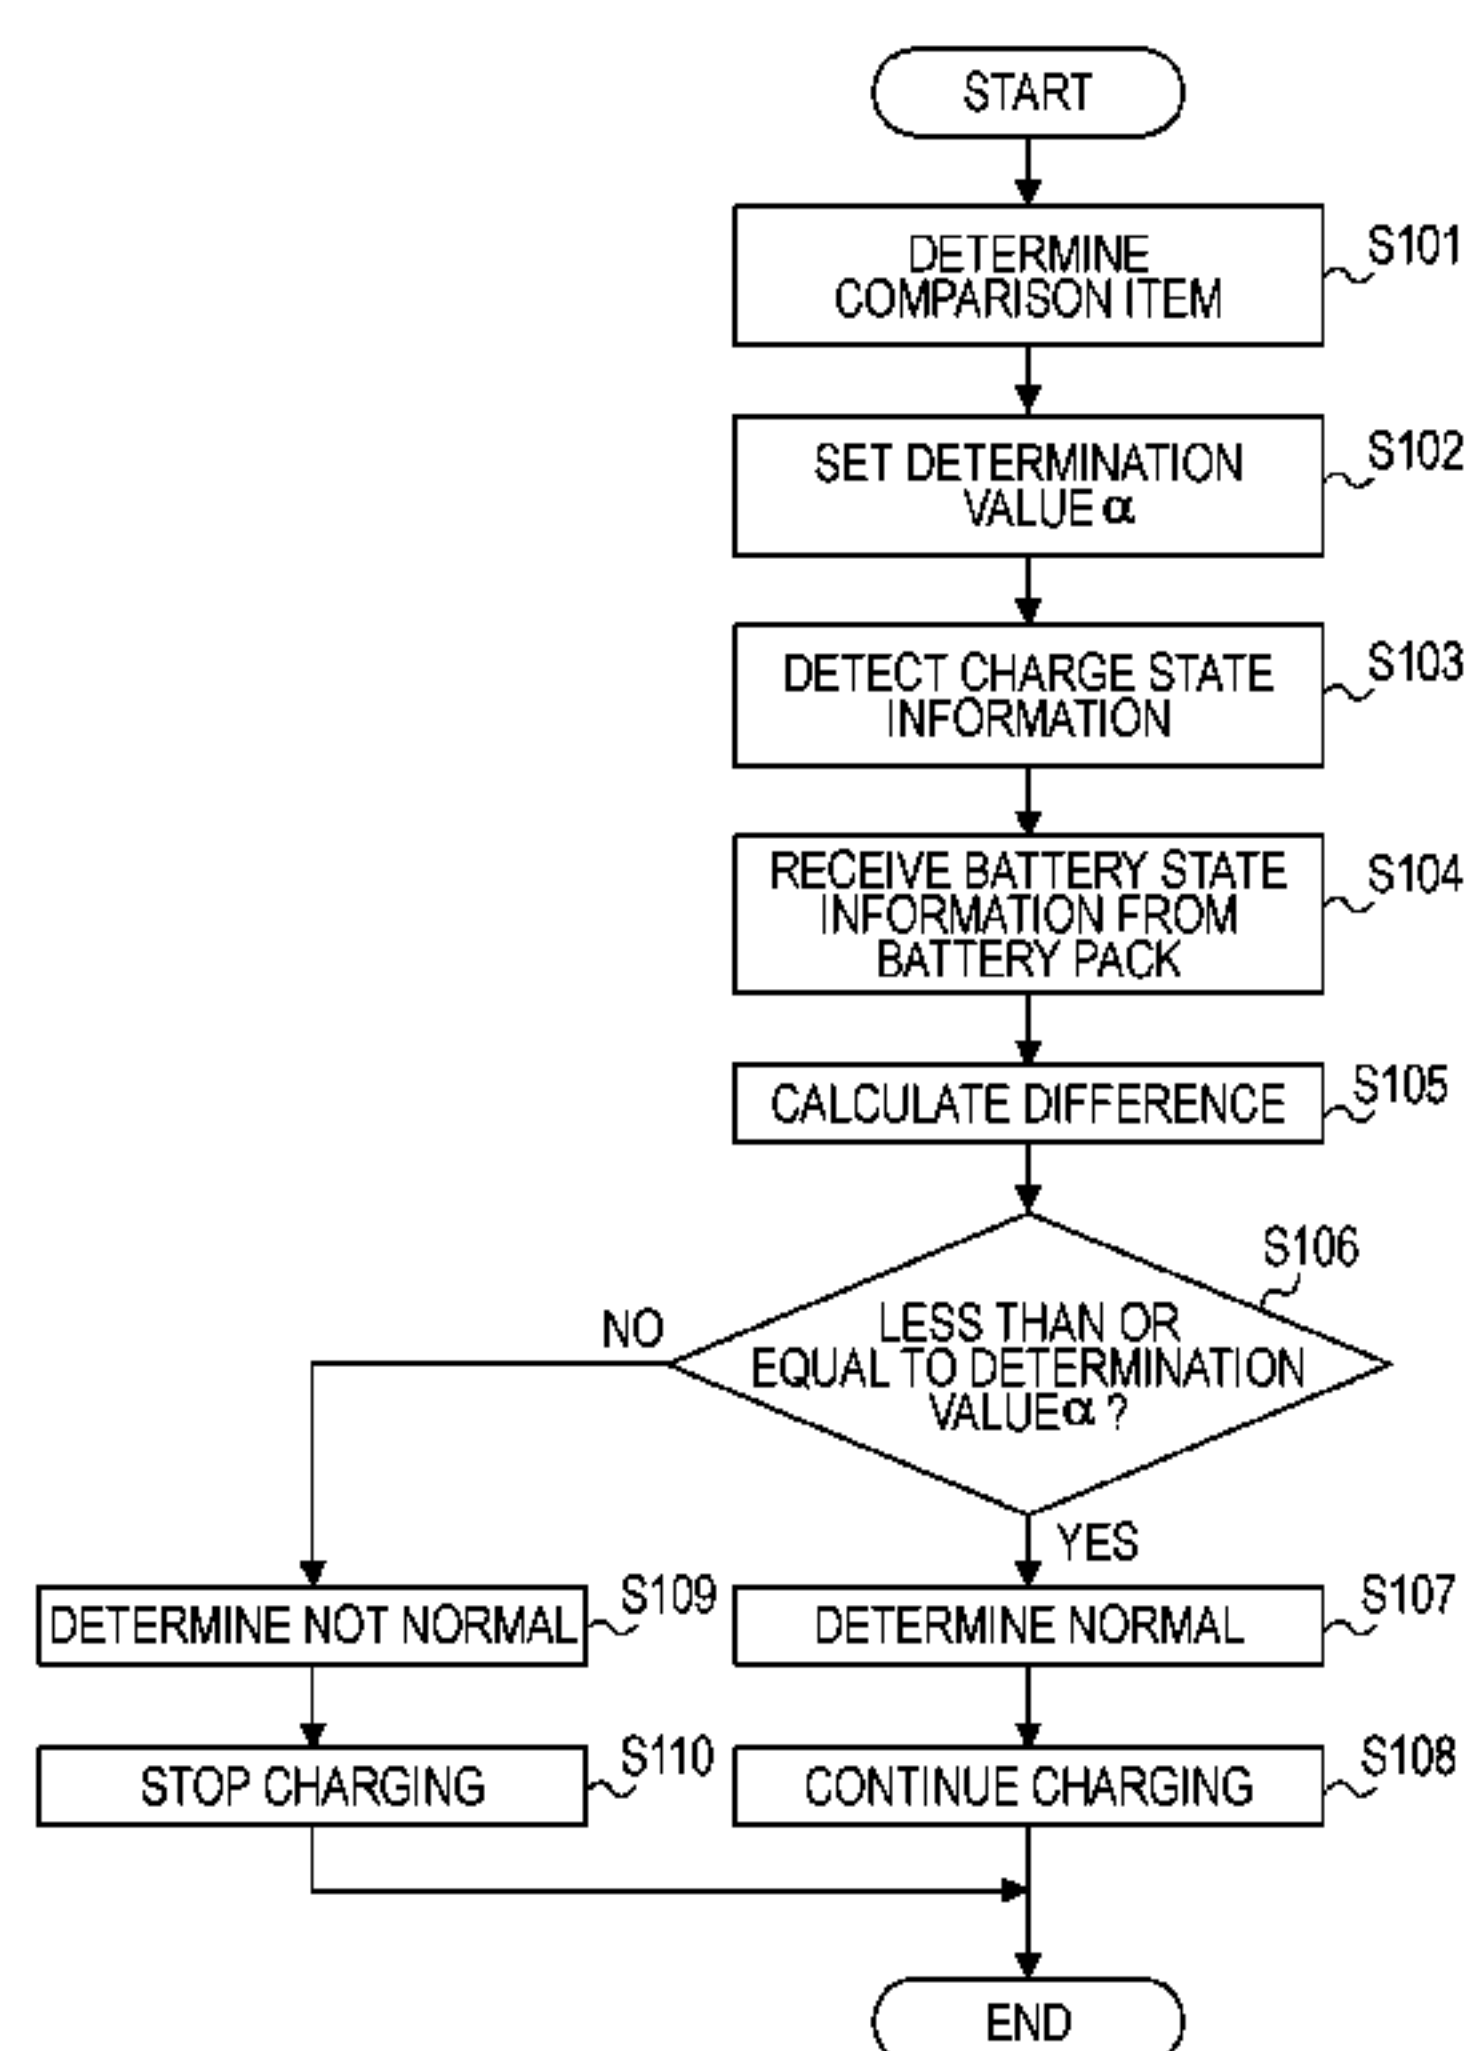 START
DETERMINE
COMPARISON ITEM
S101
SET DETERMINATION
VALUE α
S102
DETECT CHARGE STATE
INFORMATION
S103
RECEIVE BATTERY STATE
INFORMATION FROM
BATTERY PACK
S104
CALCULATE DIFFERENCE
S105
S106
LESS THAN OR
EQUAL TO DETERMINATION
VALUE α ?
NO
YES
DETERMINE NOT NORMAL
S109
DETERMINE NORMAL
S107
STOP CHARGING
S110
CONTINUE CHARGING
S108
END